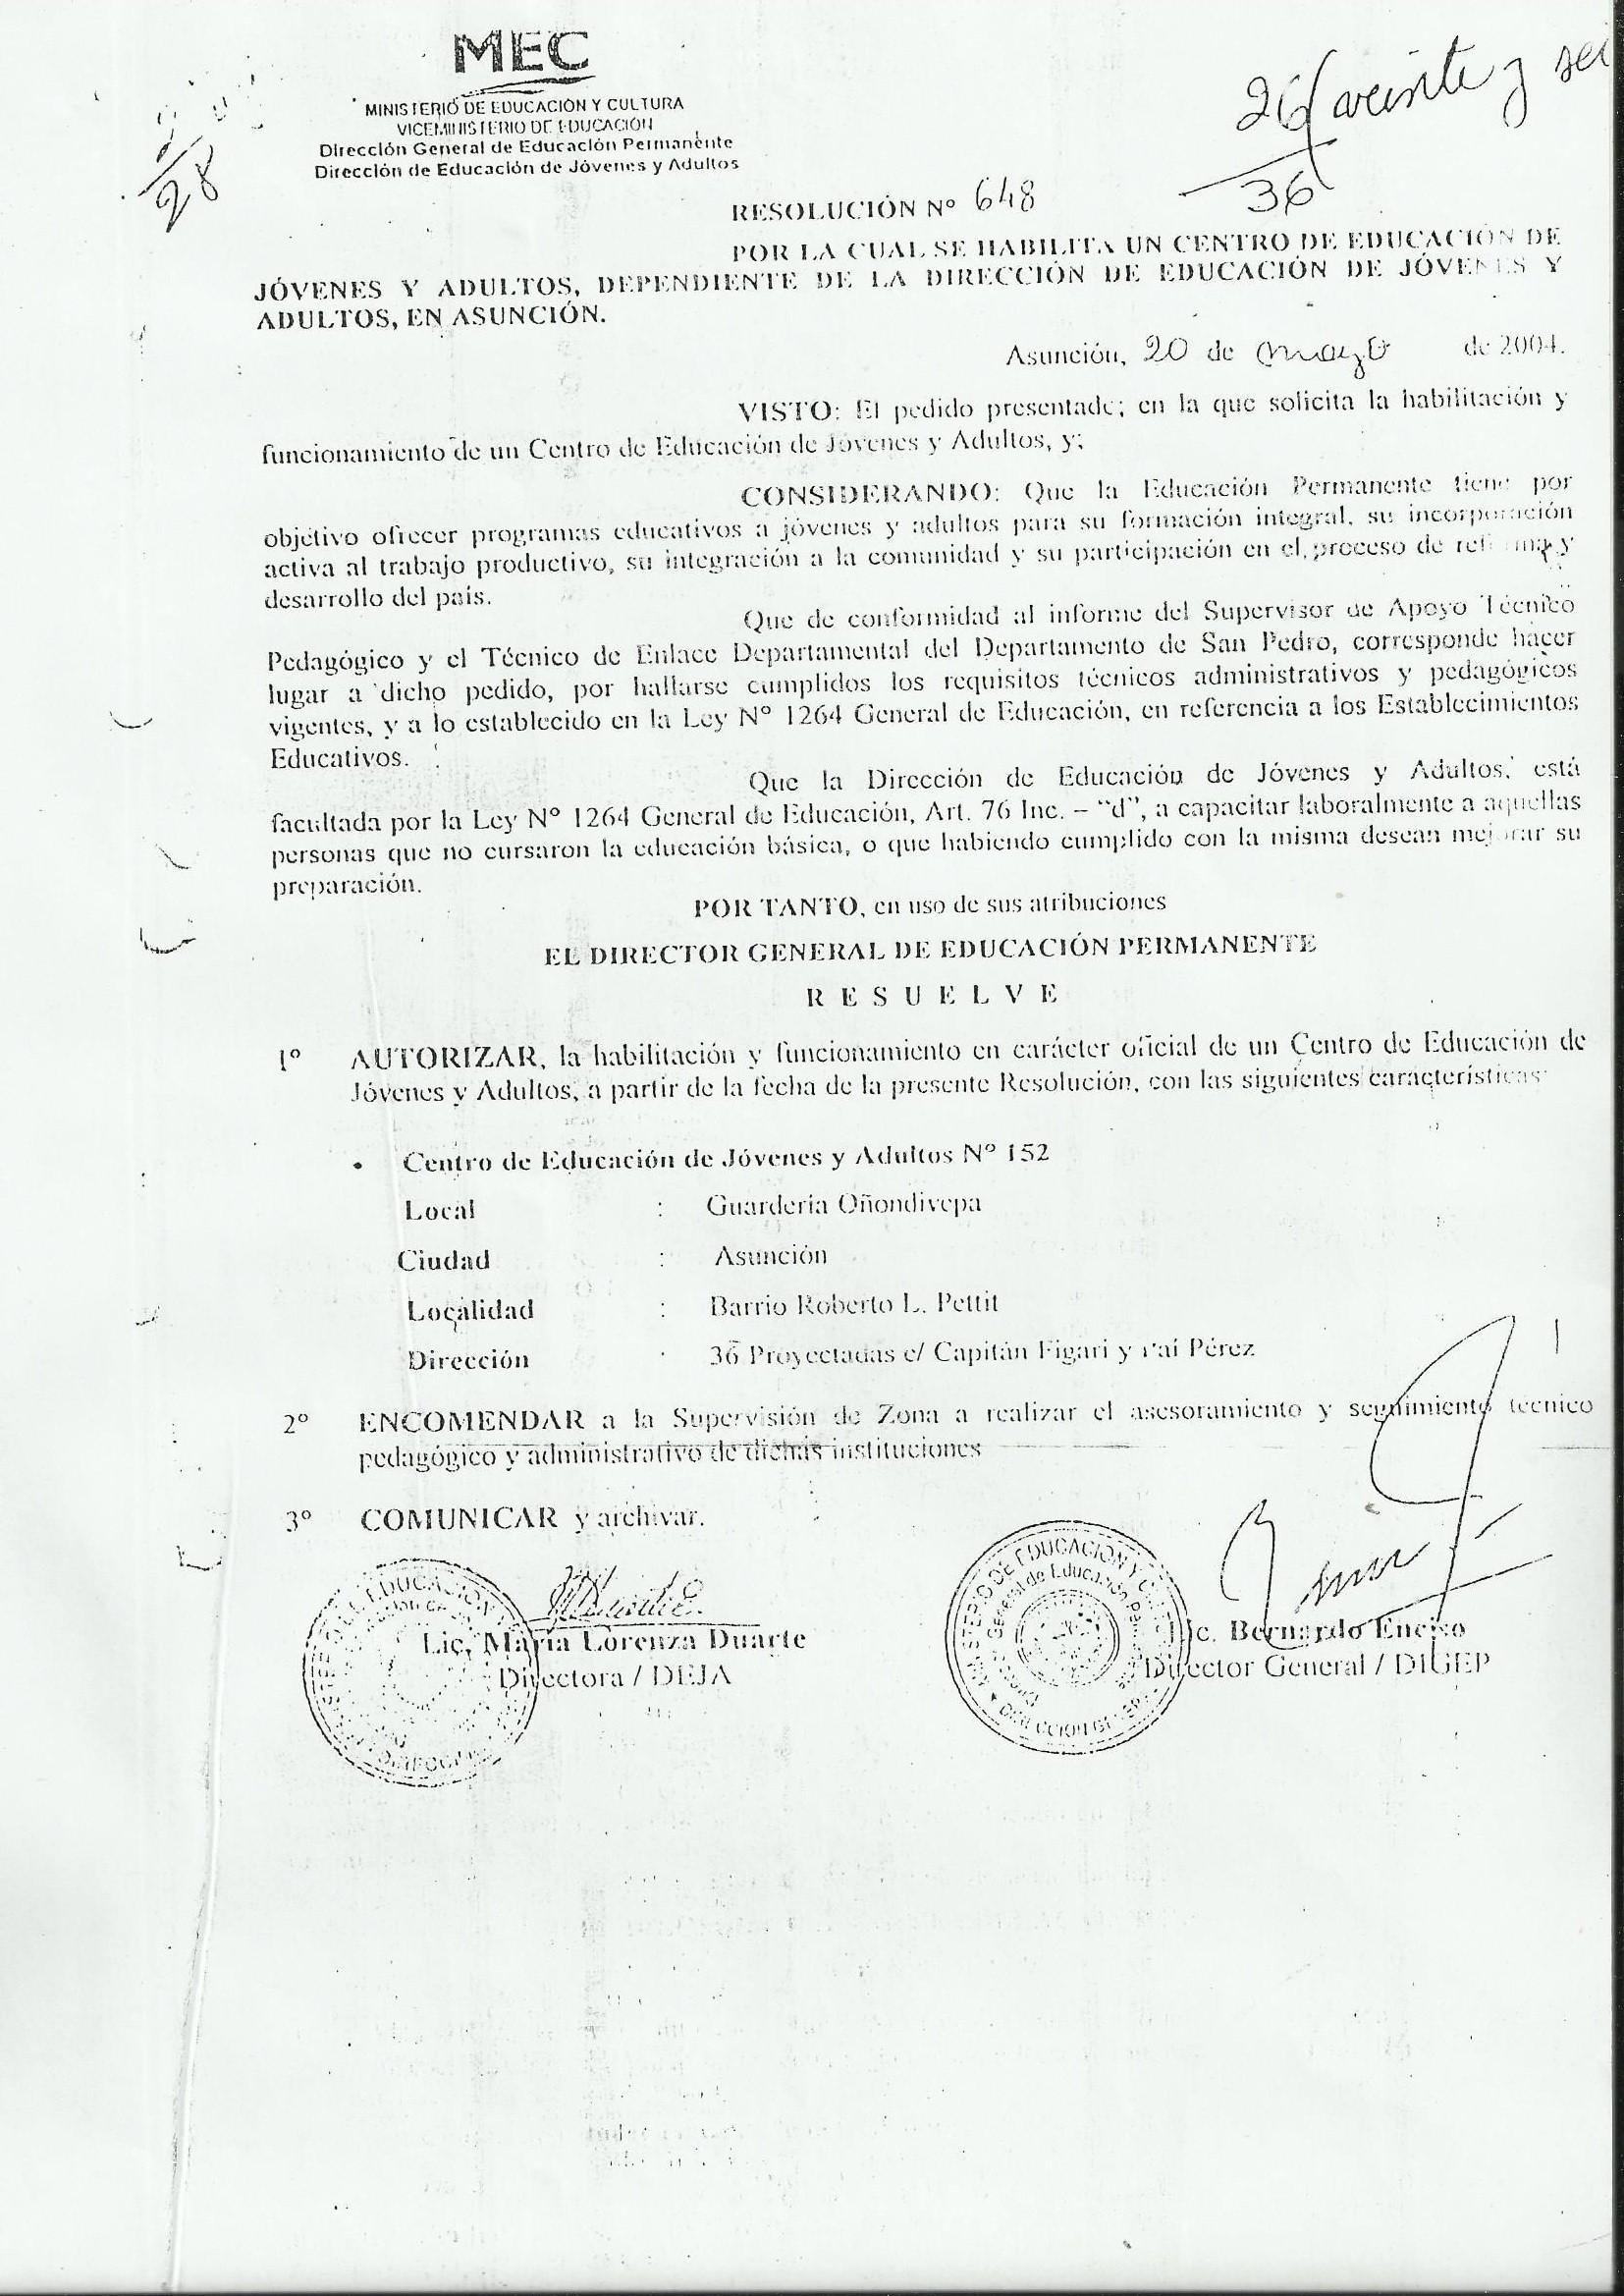 MEC
MINISTERIO DE EDUCACIÓN Y CULTURA
VICEMINISTERIO DE EDUCACIÓN
Dirección General de Educación Permanente
Dirección de Educación de Jóvenes y Adultos
26 (veinte y sei
36
28
RESOLUCIÓN Nº 648
POR LA CUAL SE HABILITA UN CENTRO DE EDUCACIÓN DE
JÓVENES Y ADULTOS, DEPENDIENTE DE LA DIRECCIÓN DE EDUCACIÓN DE JÓVENES Y
ADULTOS, EN ASUNCIÓN.
Asunción, 20 de mayo de 2004.
VISTO: El pedido presentado; en la que solicita la habilitación y
funcionamiento de un Centro de Educación de Jóvenes y Adultos, y;
CONSIDERANDO: Que la Educación Permanente tiene por
objetivo ofrecer programas educativos a jóvenes y adultos para su formación integral, su incorporación
activa al trabajo productivo, su integración a la comunidad y su participación en el proceso de reforma y
desarrollo del país.
Que de conformidad al informe del Supervisor de Apoyo Técnico
Pedagógico y el Técnico de Enlace Departamental del Departamento de San Pedro, corresponde hacer
lugar a dicho pedido, por hallarse cumplidos los requisitos técnicos administrativos y pedagógicos
vigentes, y a lo establecido en la Ley Nº 1264 General de Educación, en referencia a los Establecimientos
Educativos.
Que la Dirección de Educación de Jóvenes y Adultos, está
facultada por la Ley Nº 1264 General de Educación, Art. 76 Inc. – “d”, a capacitar laboralmente a aquellas
personas que no cursaron la educación básica, o que habiendo cumplido con la misma desean mejorar su
preparación.
POR TANTO, en uso de sus atribuciones
EL DIRECTOR GENERAL DE EDUCACIÓN PERMANENTE
R E S U E L V E
1º AUTORIZAR, la habilitación y funcionamiento en carácter oficial de un Centro de Educación de
Jóvenes y Adultos, a partir de la fecha de la presente Resolución, con las siguientes características:
• Centro de Educación de Jóvenes y Adultos Nº 152
Local : Guardería Oñondivepa
Ciudad : Asunción
Localidad : Barrio Roberto L. Pettit
Dirección : 36 Proyectadas c/ Capitán Figari y Paí Pérez
2º ENCOMENDAR a la Supervisión de Zona a realizar el asesoramiento y seguimiento técnico
pedagógico y administrativo de dichas instituciones
3º COMUNICAR y archivar.
Lic. María Lorenza Duarte
Directora / DEJA
Lic. Bernardo Enciso
Director General / DIGEP